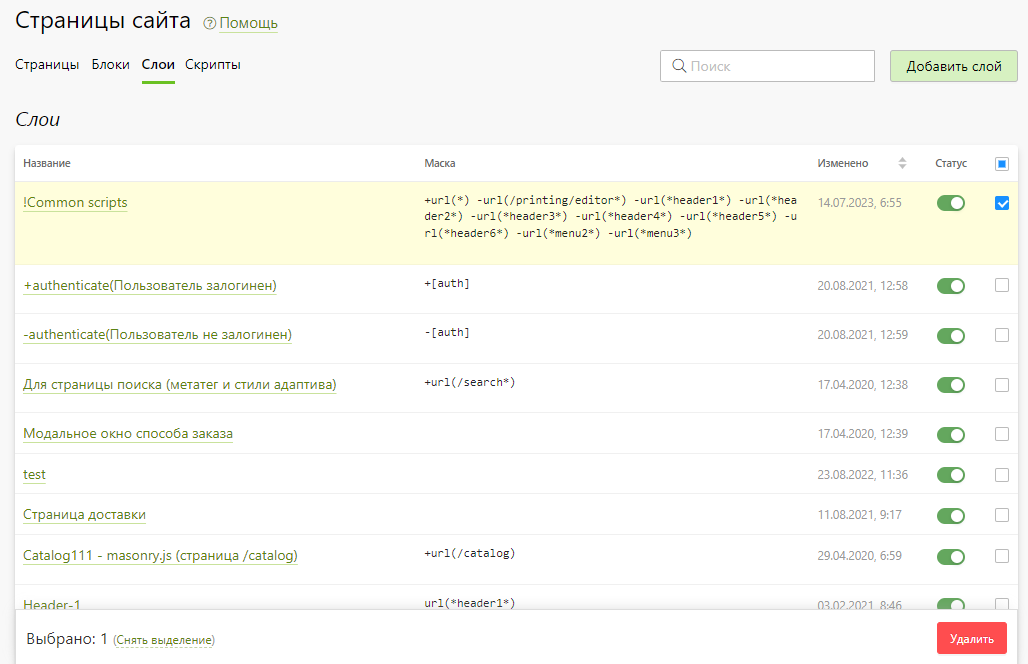 Страницы сайта ? Помощь
Страницы Блоки Слои Скрипты Поиск Добавить слой
Слои
Название Маска Изменено Статус
!Common scripts +url(*) -url(/printing/editor*) -url(*header1*) -url(*hea 14.07.2023, 6:55
der2*) -url(*header3*) -url(*header4*) -url(*header5*) -u
rl(*header6*) -url(*menu2*) -url(*menu3*)
+authenticate(Пользователь залогинен) +[auth] 20.08.2021, 12:58
-authenticate(Пользователь не залогинен) -[auth] 20.08.2021, 12:59
Для страницы поиска (метатег и стили адаптива) +url(/search*) 17.04.2020, 12:38
Модальное окно способа заказа 17.04.2020, 12:39
test 23.08.2022, 11:36
Страница доставки 11.08.2021, 9:17
Catalog111 - masonry.js (страница /catalog) +url(/catalog) 29.04.2020, 6:59
Header-1 url(*header1*) 03.02.2021, 8:46
Выбрано: 1 (Снять выделение) Удалить